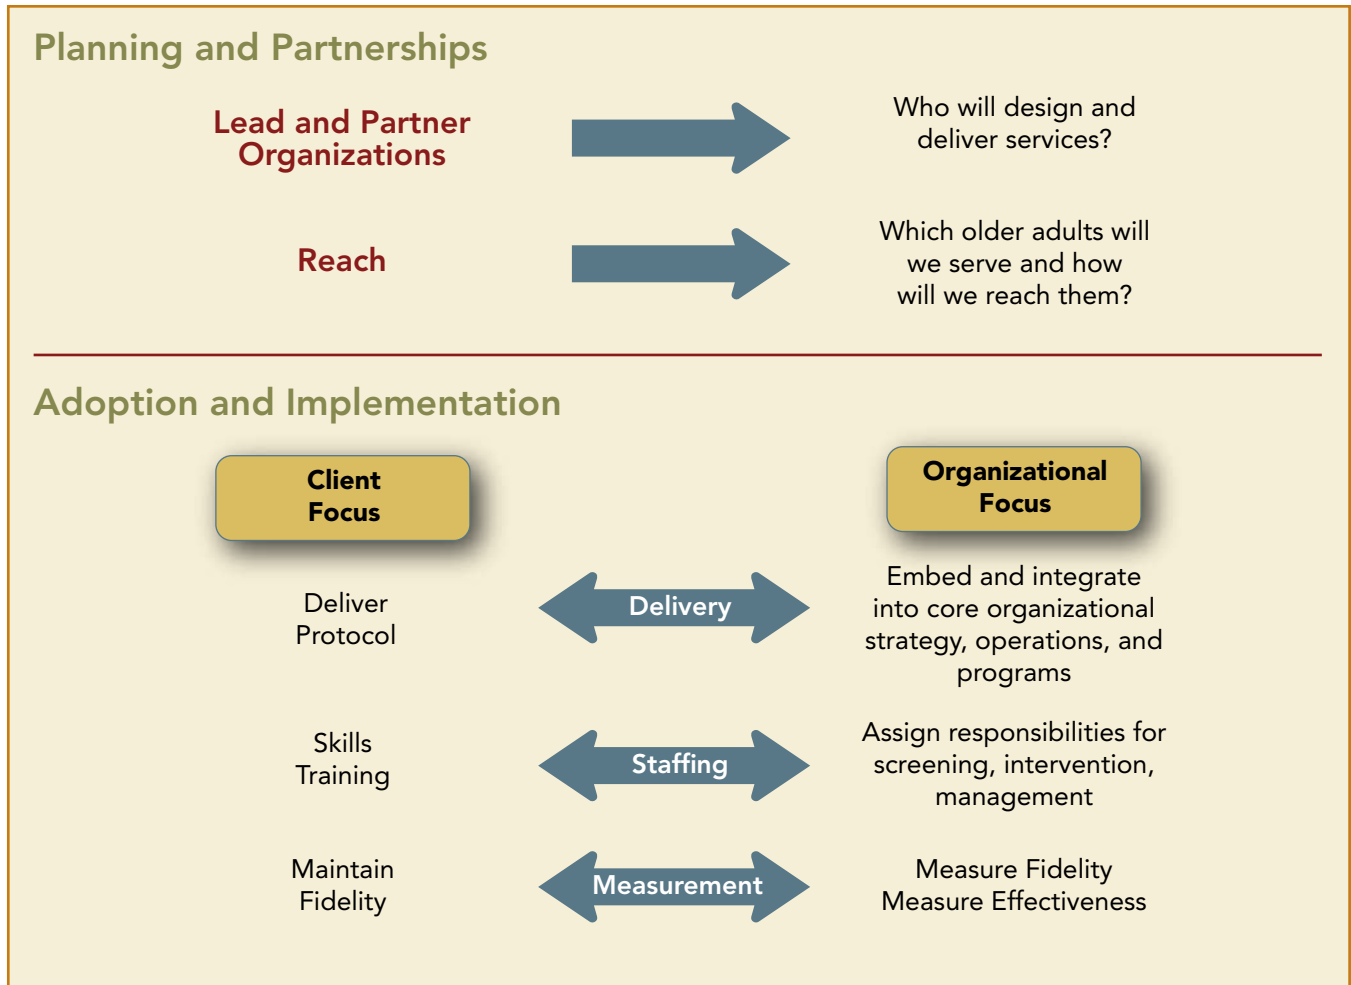 Planning and Partnerships
Lead and Partner
Organizations
Who will design and
deliver services?
Reach
Which older adults will
we serve and how
will we reach them?
Adoption and Implementation
Client
Focus
Organizational
Focus
Deliver
Protocol
Delivery
Embed and integrate
into core organizational
strategy, operations, and
programs
Skills
Training
Staffing
Assign responsibilities for
screening, intervention,
management
Maintain
Fidelity
Measurement
Measure Fidelity
Measure Effectiveness